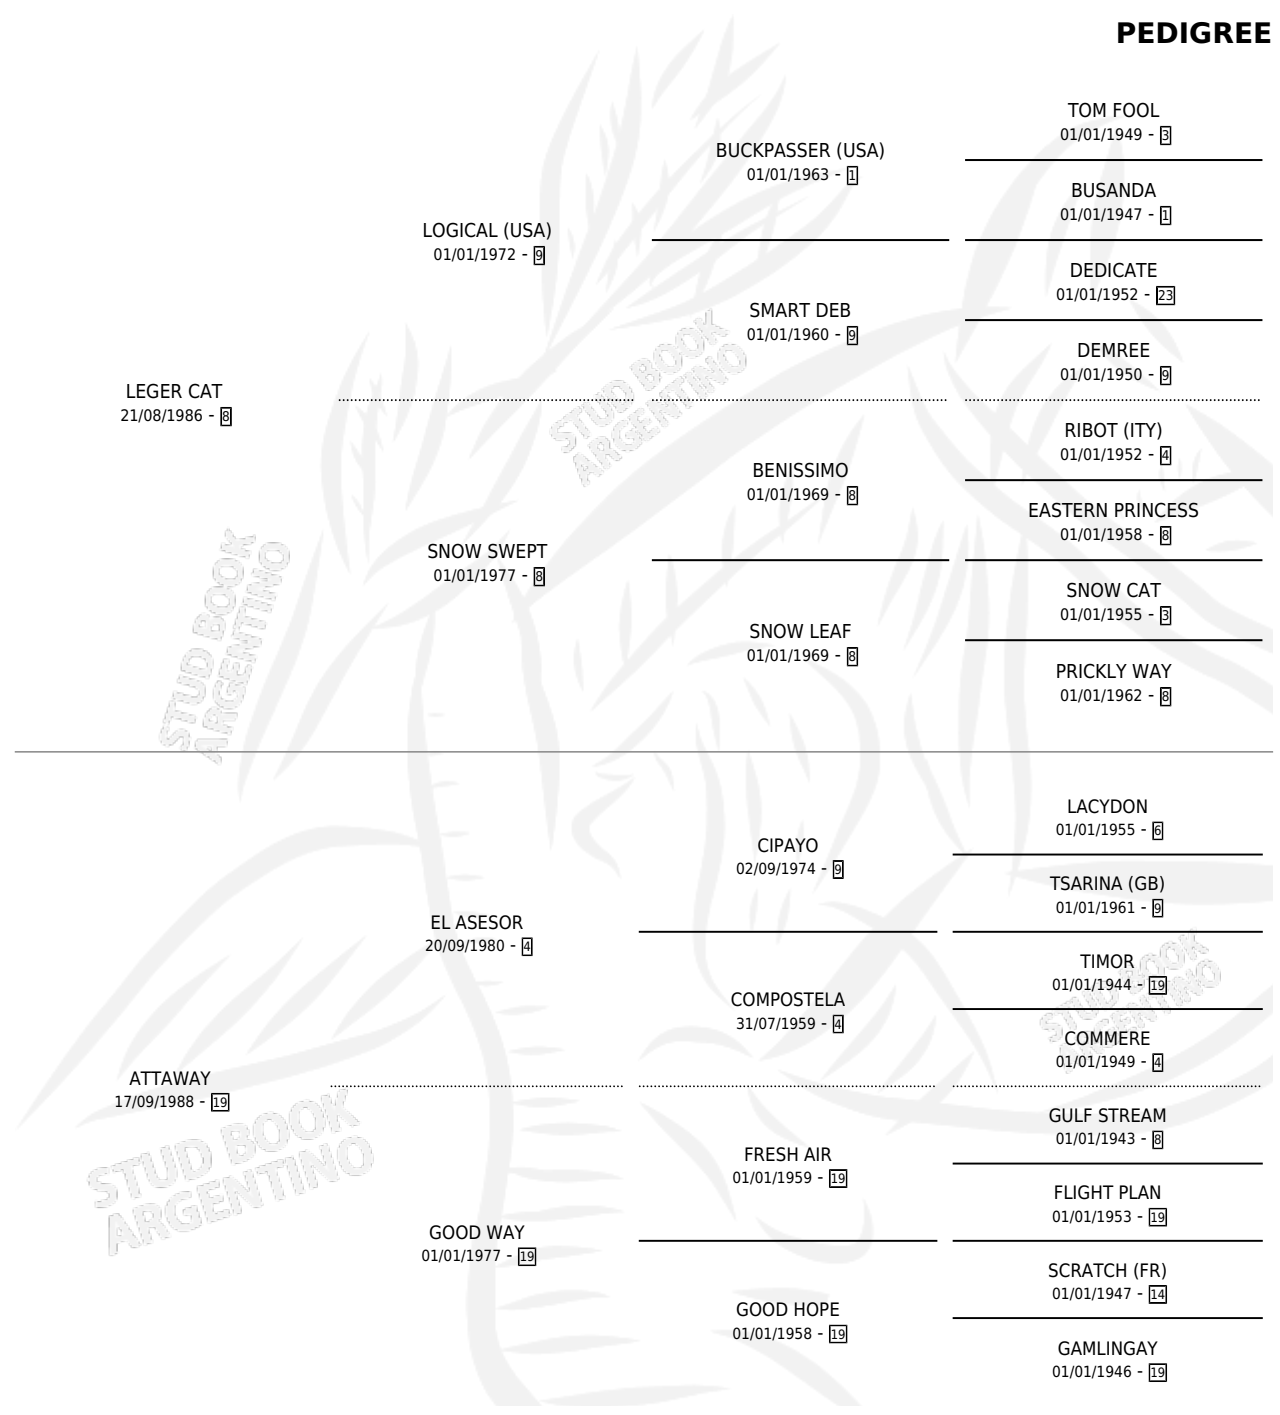 PEDIGREE
TOM FOOL
01/01/1949 - 3
BUCKPASSER (USA)
01/01/1963 - 1
BUSANDA
01/01/1947 - 1
LOGICAL (USA)
01/01/1972 - 9
DEDICATE
01/01/1952 - 23
SMART DEB
01/01/1960 - 9
DEMREE
01/01/1950 - 9
LEGER CAT
21/08/1986 - 8
RIBOT (ITY)
01/01/1952 - 4
BENISSIMO
01/01/1969 - 8
EASTERN PRINCESS
01/01/1958 - 8
SNOW SWEPT
01/01/1977 - 8
SNOW CAT
01/01/1955 - 3
SNOW LEAF
01/01/1969 - 8
PRICKLY WAY
01/01/1962 - 8
LACYDON
01/01/1955 - 6
CIPAYO
02/09/1974 - 9
TSARINA (GB)
01/01/1961 - 9
EL ASESOR
20/09/1980 - 4
TIMOR
01/01/1944 - 19
COMPOSTELA
31/07/1959 - 4
COMMERE
01/01/1949 - 4
ATTAWAY
17/09/1988 - 19
GULF STREAM
01/01/1943 - 8
FRESH AIR
01/01/1959 - 19
FLIGHT PLAN
01/01/1953 - 19
GOOD WAY
01/01/1977 - 19
SCRATCH (FR)
01/01/1947 - 14
GOOD HOPE
01/01/1958 - 19
GAMLINGAY
01/01/1946 - 19
STUD BOOK
ARGENTINO
STUD BOOK
ARGENTINO
STUD BOOK
ARGENTINO
STUD BOOK
ARGENTINO